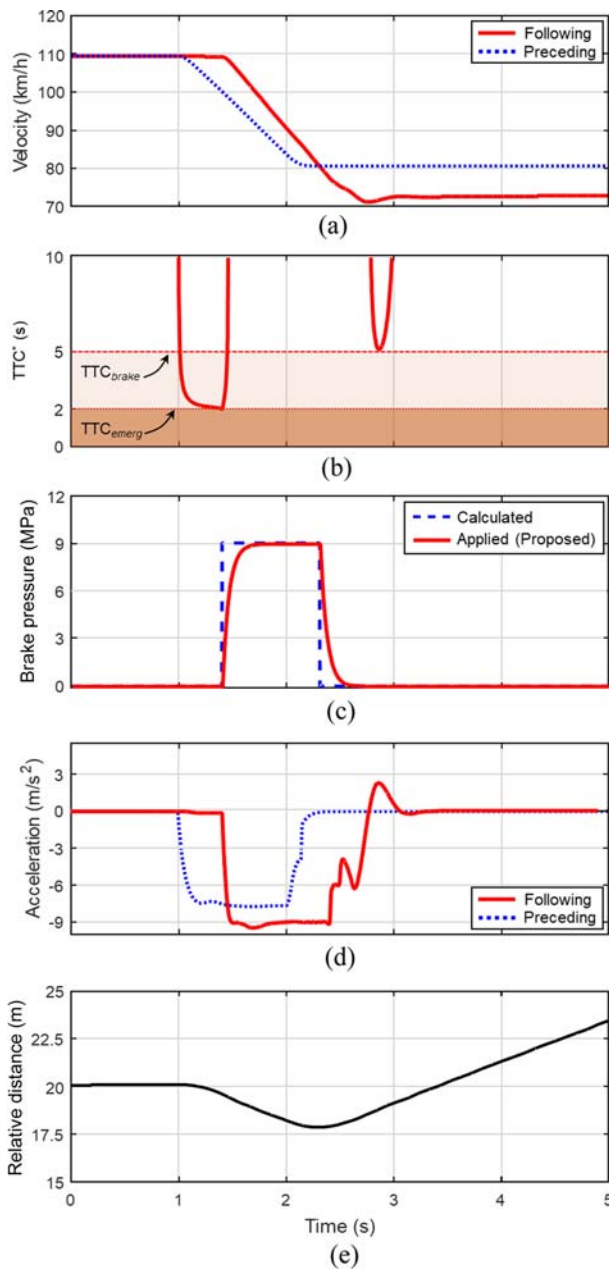 120
110
100
90
80
70
Velocity (km/h)
Following
Preceding
(a)
10
5
2
0
TTC* (s)
TTCbrake
TTCemerg
(b)
12
9
6
3
0
Brake pressure (MPa)
Calculated
Applied (Proposed)
(c)
3
0
-3
-6
-9
Acceleration (m/s2)
Following
Preceding
(d)
25
22.5
20
17.5
15
Relative distance (m)
0 1 2 3 4 5
Time (s)
(e)